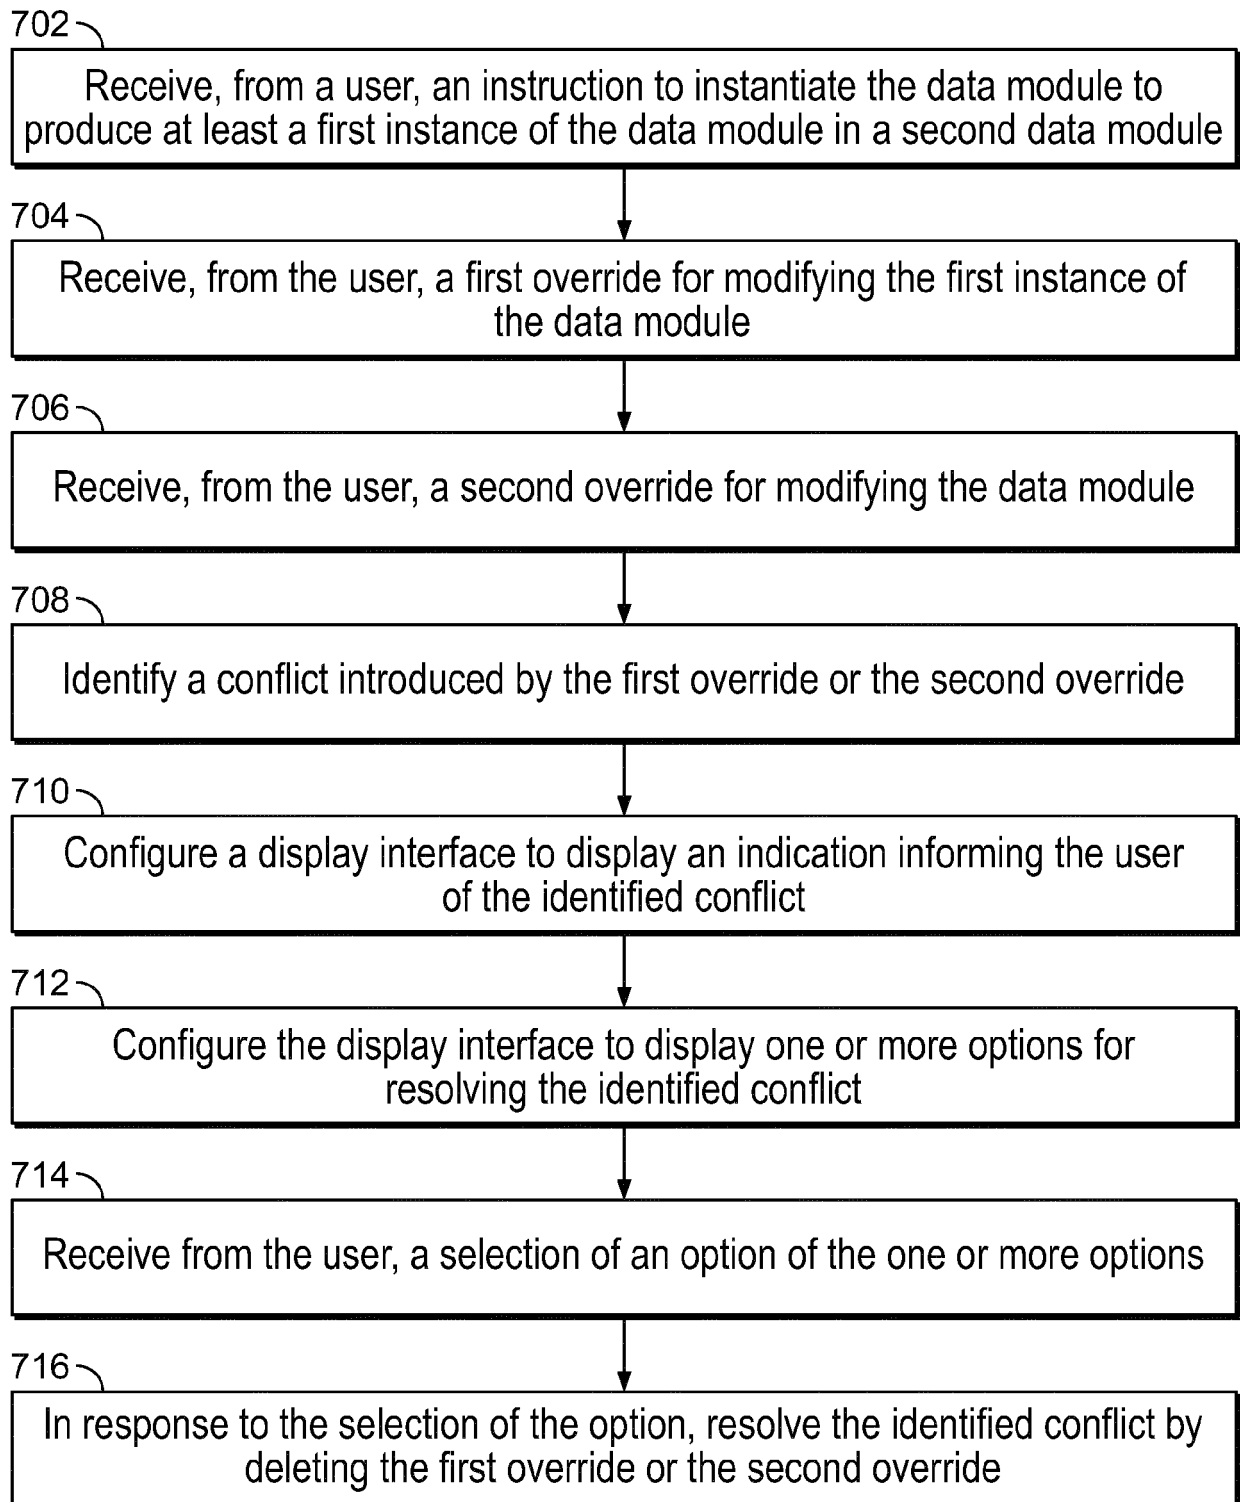 702
Receive, from a user, an instruction to instantiate the data module to
produce at least a first instance of the data module in a second data module
704
Receive, from the user, a first override for modifying the first instance of
the data module
706
Receive, from the user, a second override for modifying the data module
708
Identify a conflict introduced by the first override or the second override
710
Configure a display interface to display an indication informing the user
of the identified conflict
712
Configure the display interface to display one or more options for
resolving the identified conflict
714
Receive from the user, a selection of an option of the one or more options
716
In response to the selection of the option, resolve the identified conflict by
deleting the first override or the second override